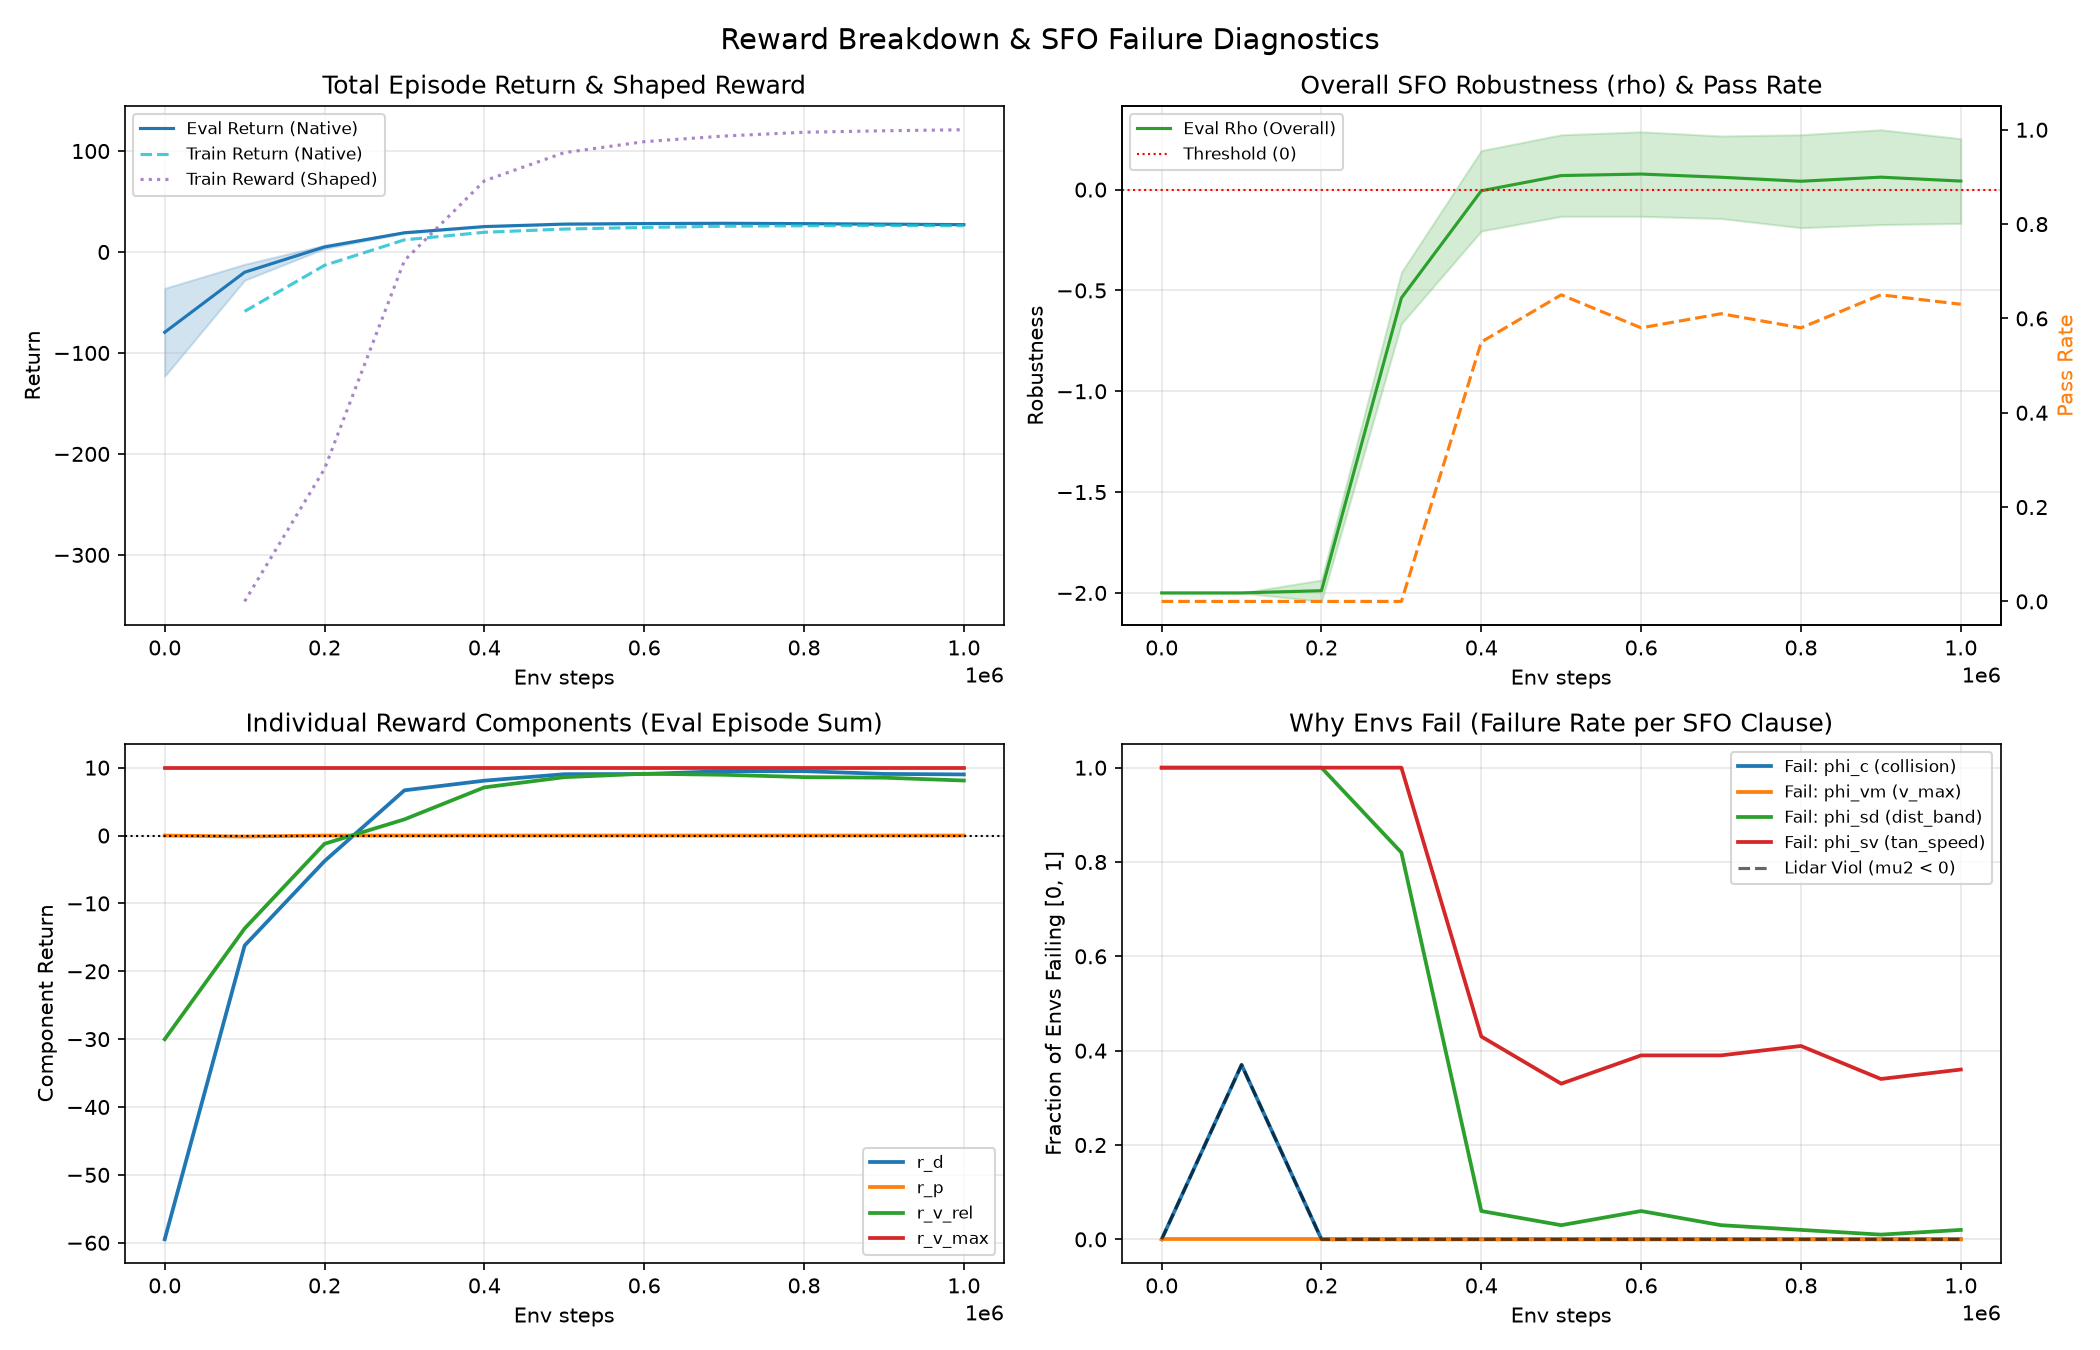 Reward Breakdown & SFO Failure Diagnostics
Total Episode Return & Shaped Reward
Eval Return (Native)
Train Return (Native)
Train Reward (Shaped)
100
0
−100
−200
−300
Return
0.0 0.2 0.4 0.6 0.8 1.0
1e6
Env steps
Overall SFO Robustness (rho) & Pass Rate
Eval Rho (Overall)
Threshold (0)
0.0
−0.5
−1.0
−1.5
−2.0
Robustness
1.0
0.8
0.6
0.4
0.2
0.0
Pass Rate
0.0 0.2 0.4 0.6 0.8 1.0
1e6
Env steps
Individual Reward Components (Eval Episode Sum)
10
0
−10
−20
−30
−40
−50
−60
Component Return
r_d
r_p
r_v_rel
r_v_max
0.0 0.2 0.4 0.6 0.8 1.0
1e6
Env steps
Why Envs Fail (Failure Rate per SFO Clause)
Fail: phi_c (collision)
Fail: phi_vm (v_max)
Fail: phi_sd (dist_band)
Fail: phi_sv (tan_speed)
Lidar Viol (mu2 < 0)
1.0
0.8
0.6
0.4
0.2
0.0
Fraction of Envs Failing [0, 1]
0.0 0.2 0.4 0.6 0.8 1.0
1e6
Env steps